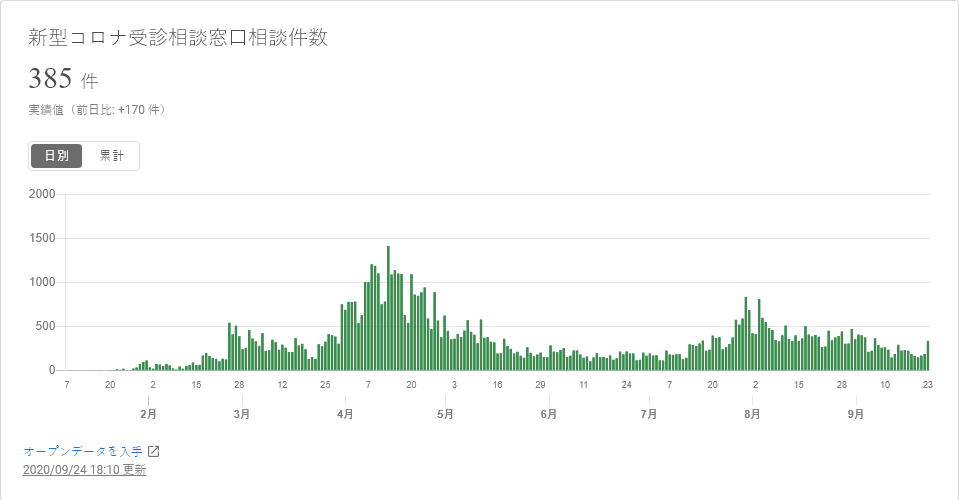 新型コロナ受診相談窓口相談件数
385 件
実績値（前日比: +170 件）
日別 累計
2000
1500
1000
500
0
7 20 2 15 28 12 25 7 20 3 16 29 11 24 7 20 2 15 28 10 23
2月 3月 4月 5月 6月 7月 8月 9月
オープンデータを入手
2020/09/24 18:10 更新